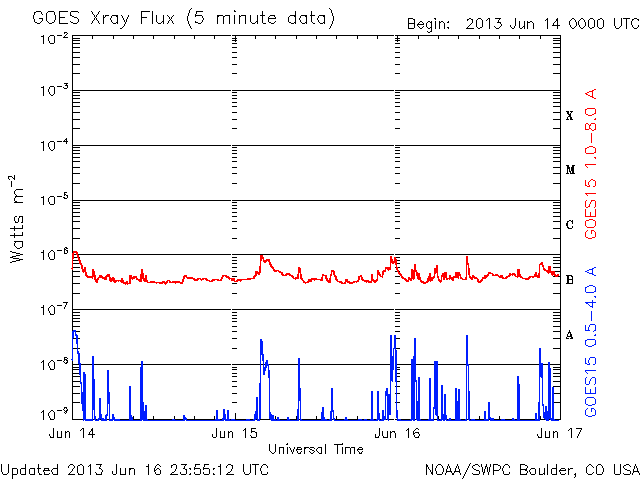 GOES Xray Flux (5 minute data)
Begin: 2013 Jun 14 0000 UTC
10⁻²
10⁻³
10⁻⁴
10⁻⁵
10⁻⁶
10⁻⁷
10⁻⁸
10⁻⁹
Watts m⁻²
X
M
C
B
A
GOES15 1.0-8.0 A
GOES15 0.5-4.0 A
Jun 14
Jun 15
Jun 16
Jun 17
Universal Time
Updated 2013 Jun 16 23:55:12 UTC
NOAA/SWPC Boulder, CO USA